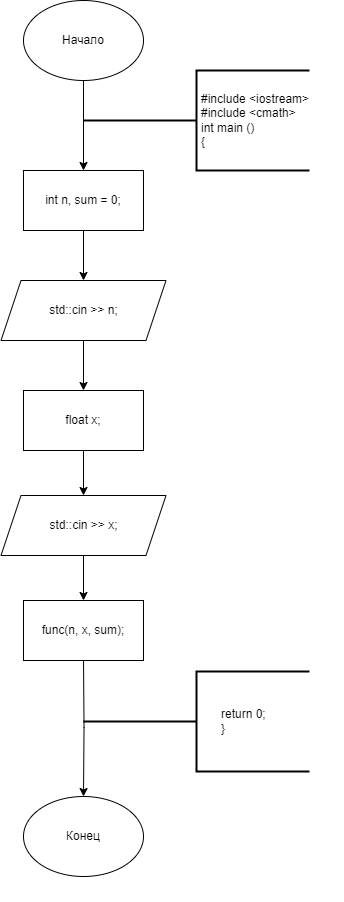 Начало
#include <iostream>
#include <cmath>
int main ()
{
int n, sum = 0;
std::cin >> n;
float x;
std::cin >> x;
func(n, x, sum);
return 0;
}
Конец